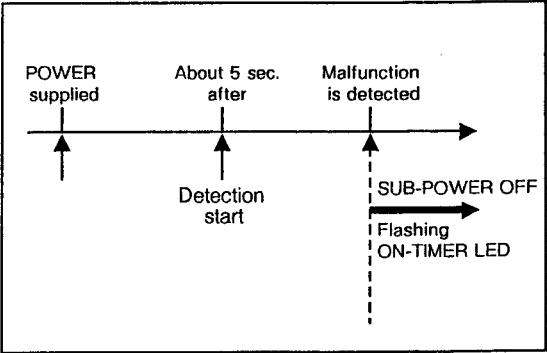 POWER
supplied
About 5 sec.
after
Malfunction
is detected
Detection
start
SUB-POWER OFF
Flashing
ON-TIMER LED